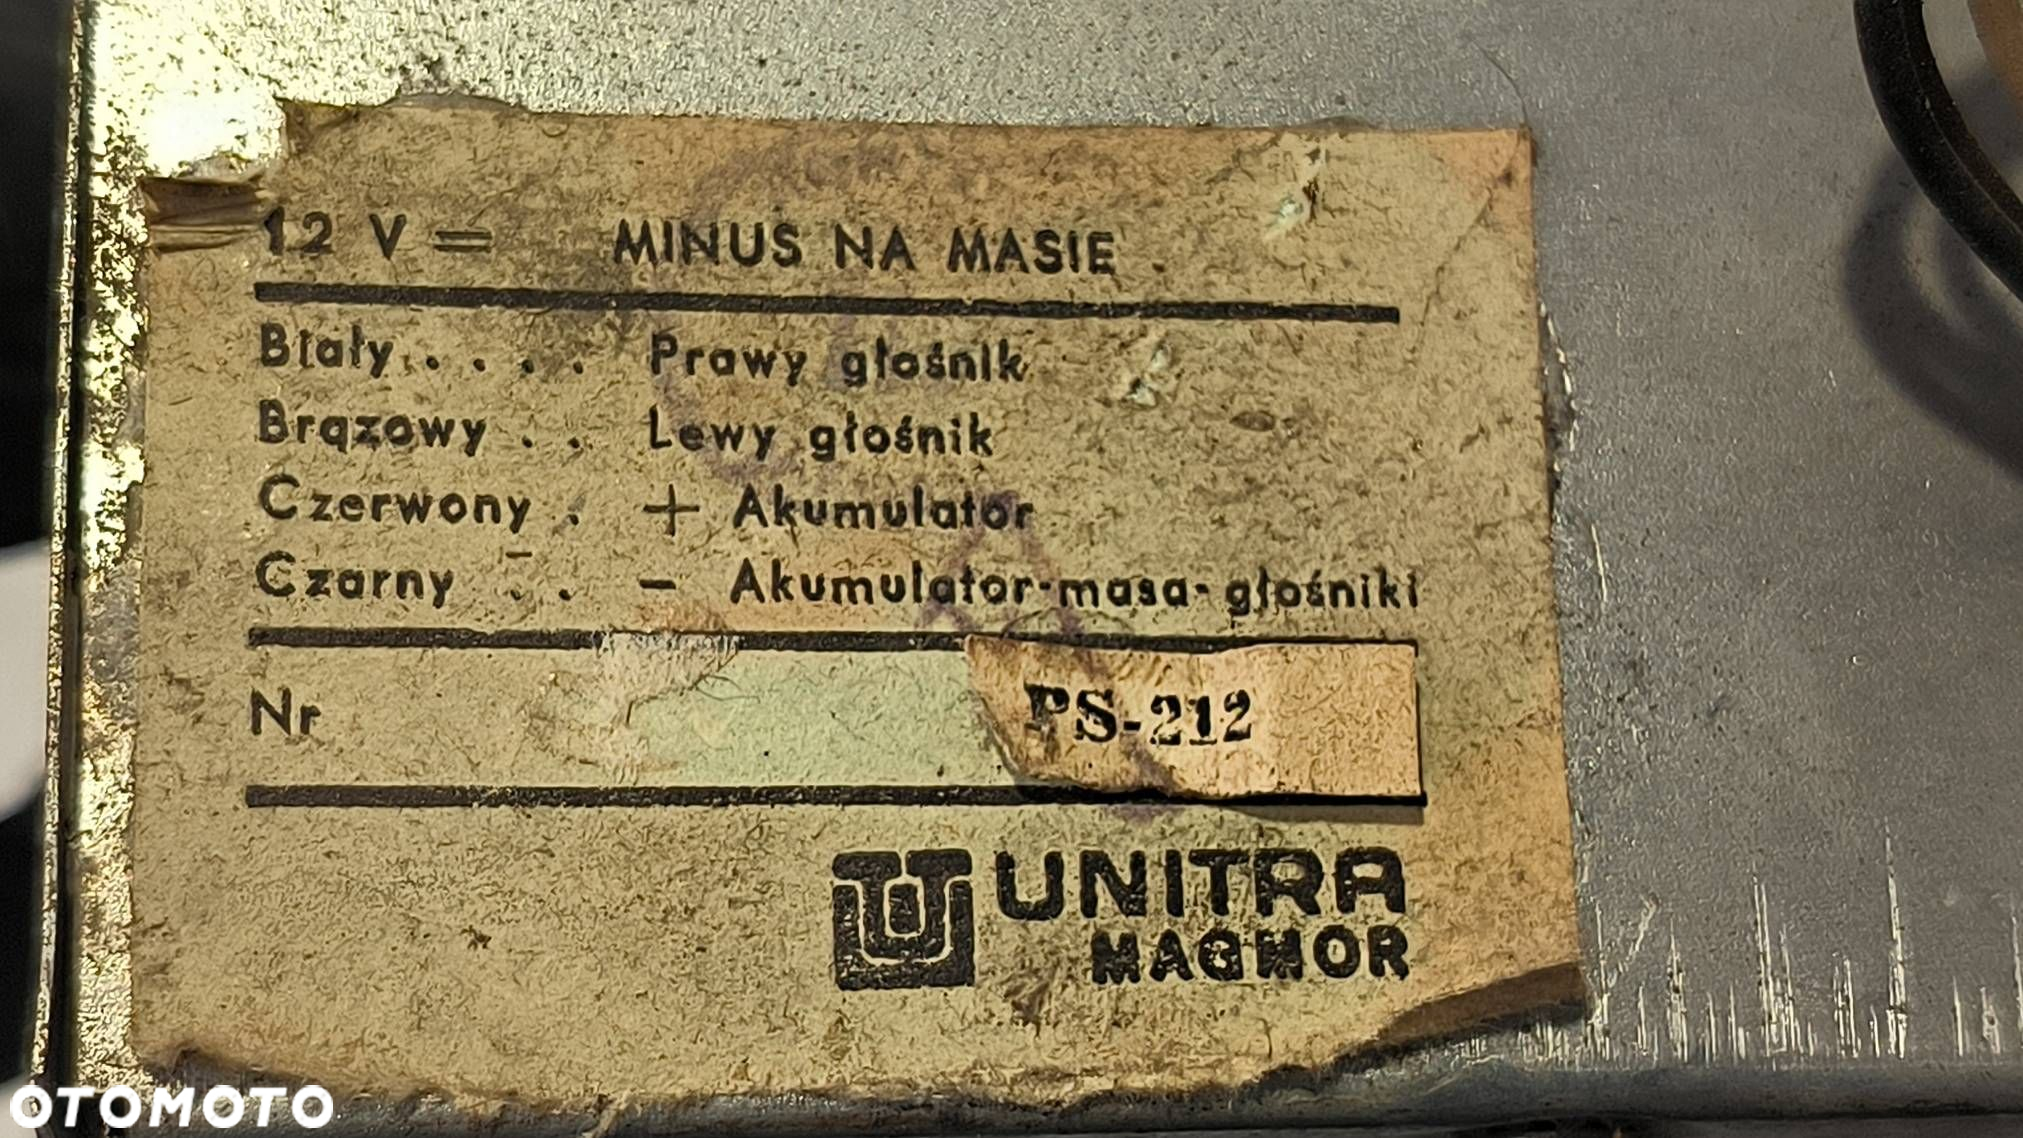 12 V = MINUS NA MASIE
Biały . . . . Prawy głośnik
Brązowy . . Lewy głośnik
Czerwony . + Akumulator
Czarny . . - Akumulator-masa-głośniki
Nr PS-212
UNITRA
MAGMOR
OTOMOTO